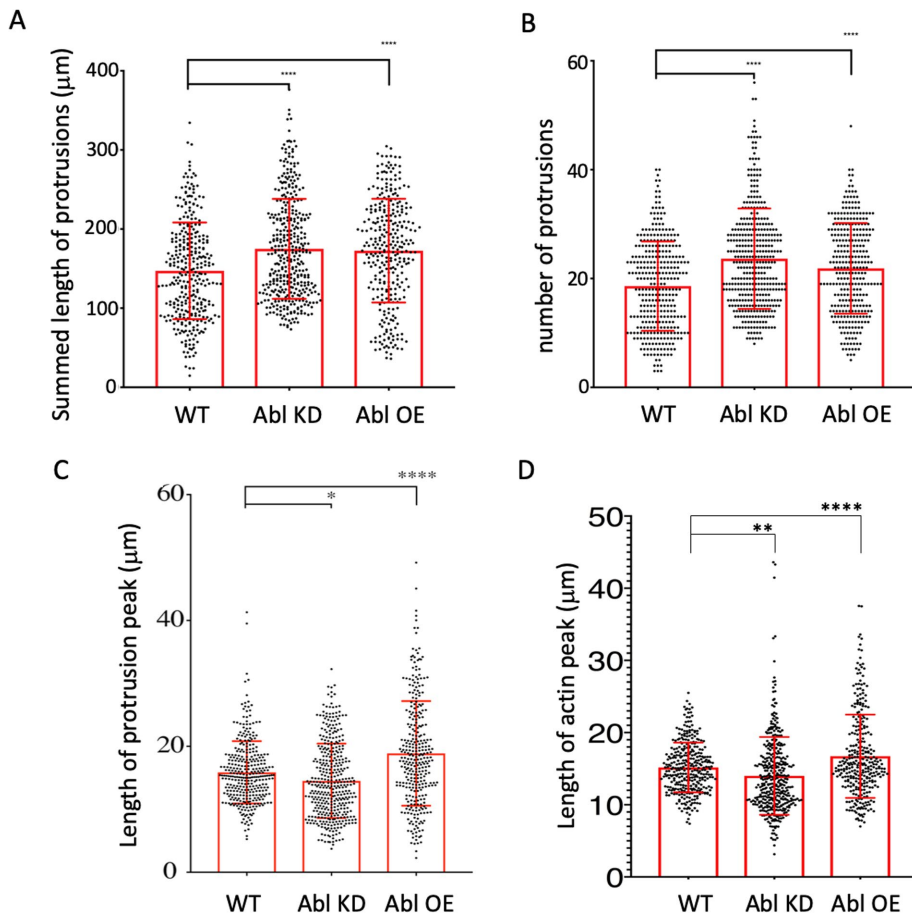 A
Summed length of protrusions (μm)
400
300
200
100
0
****
****
WT Abl KD Abl OE
B
number of protrusions
60
40
20
0
****
****
WT Abl KD Abl OE
C
Length of protrusion peak (μm)
60
40
20
0
****
*
WT Abl KD Abl OE
D
Length of actin peak (μm)
50
40
30
20
10
0
****
**
WT Abl KD Abl OE